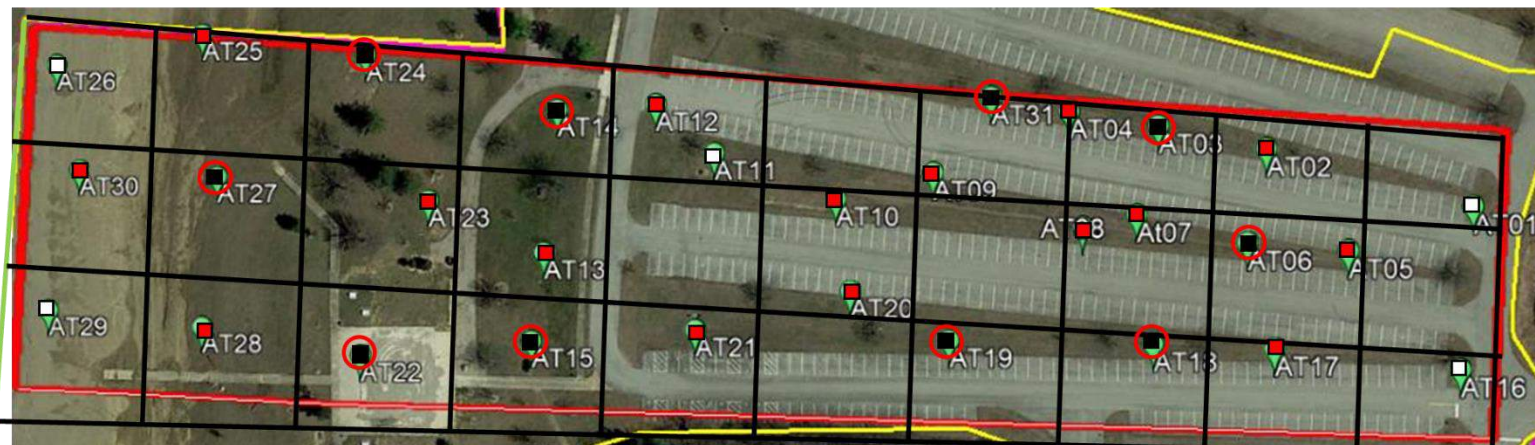 AT26
AT25
AT24
AT14
AT12
AT11
AT31
AT04
AT03
AT02
AT01
AT30
AT27
AT23
AT13
AT10
AT09
AT08
At07
AT06
AT05
AT29
AT28
AT22
AT15
AT21
AT20
AT19
AT18
AT17
AT16